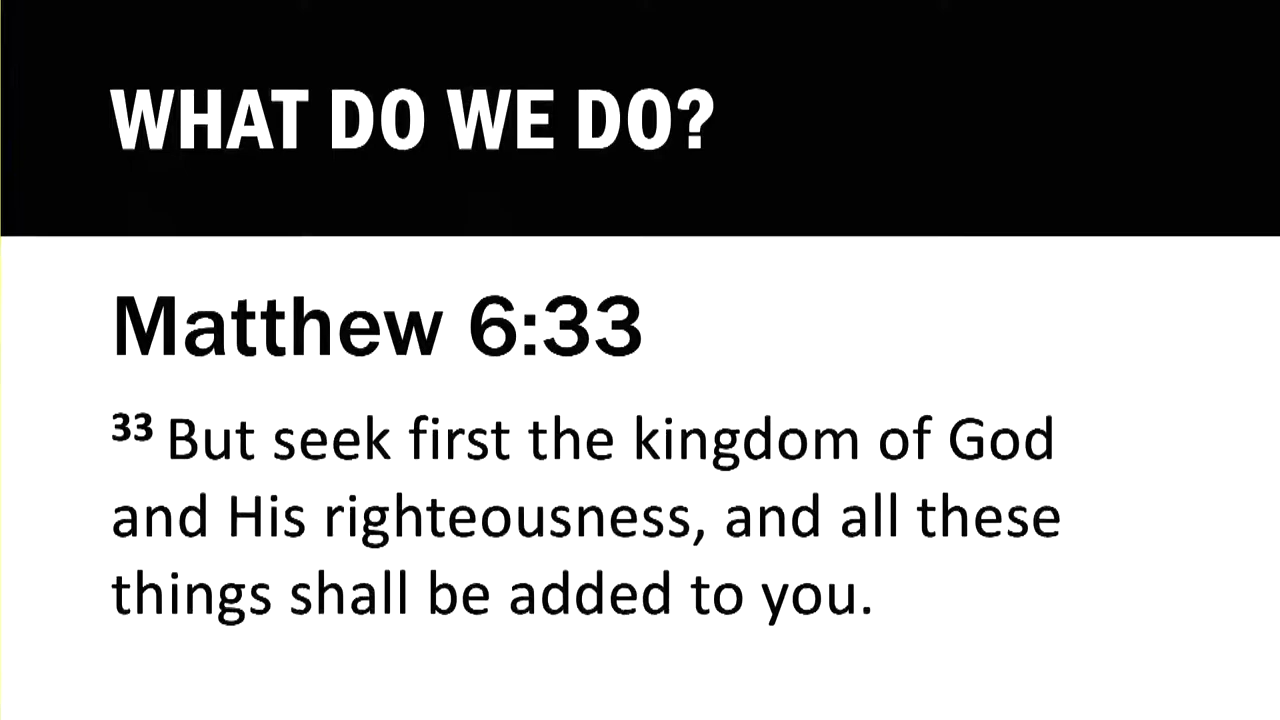 WHAT DO WE DO?
Matthew 6:33
33 But seek first the kingdom of God
and His righteousness, and all these
things shall be added to you.